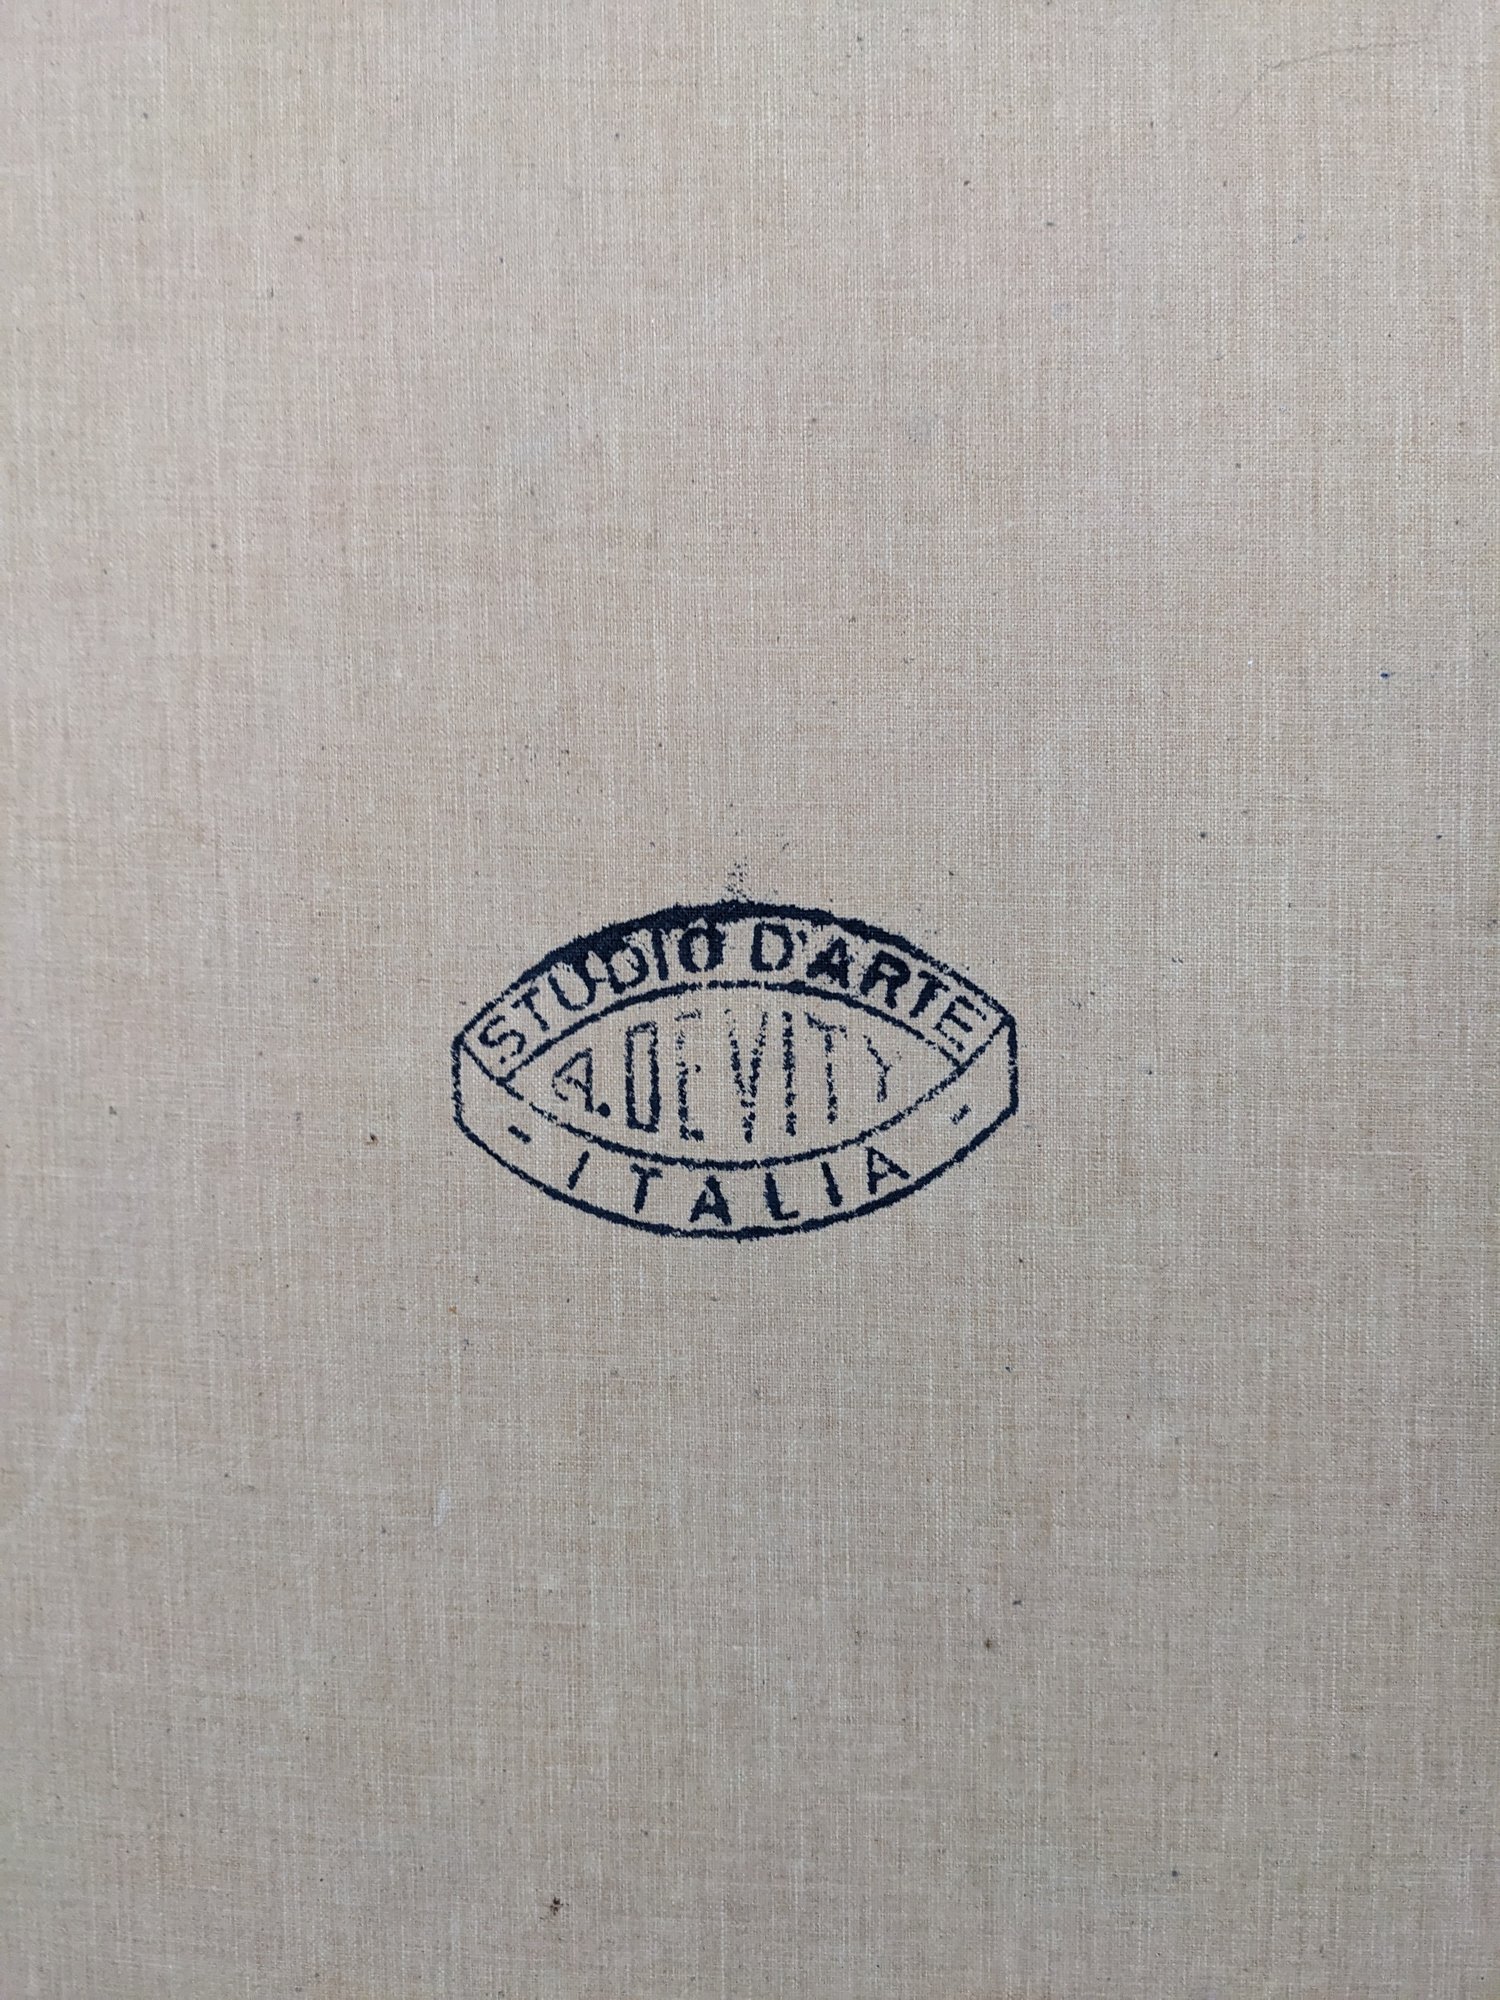 STUDIO D'ARTE
A. DEVITY
- ITALIA -